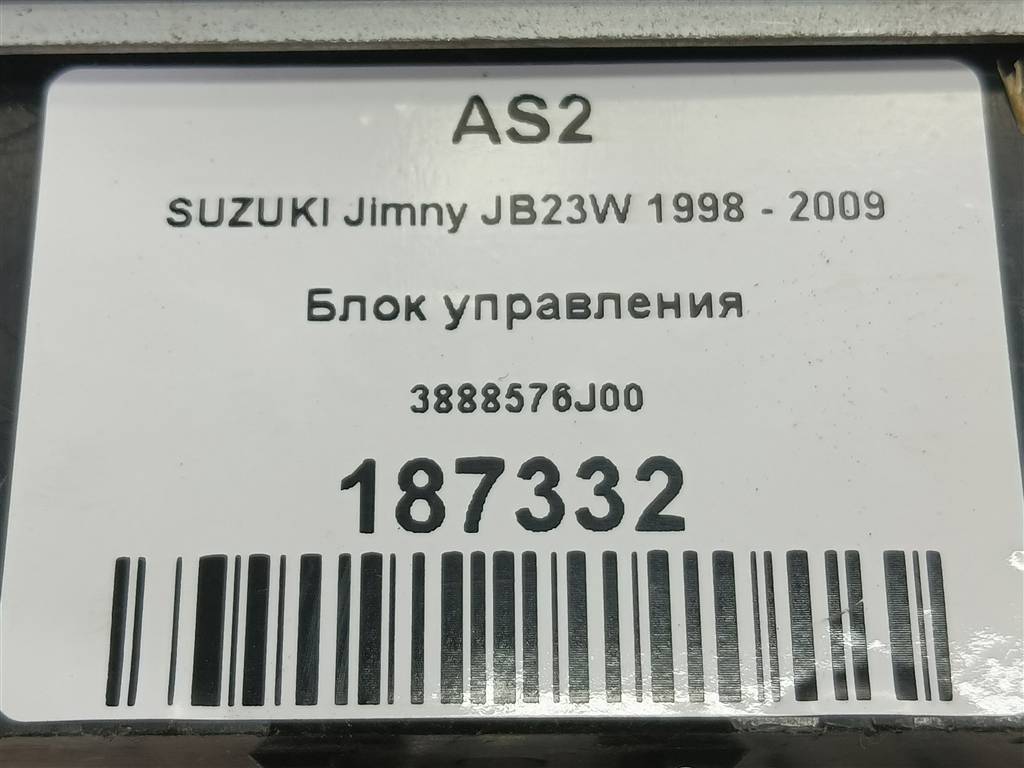 AS2
SUZUKI Jimny JB23W 1998 - 2009
Блок управления
3888576J00
187332